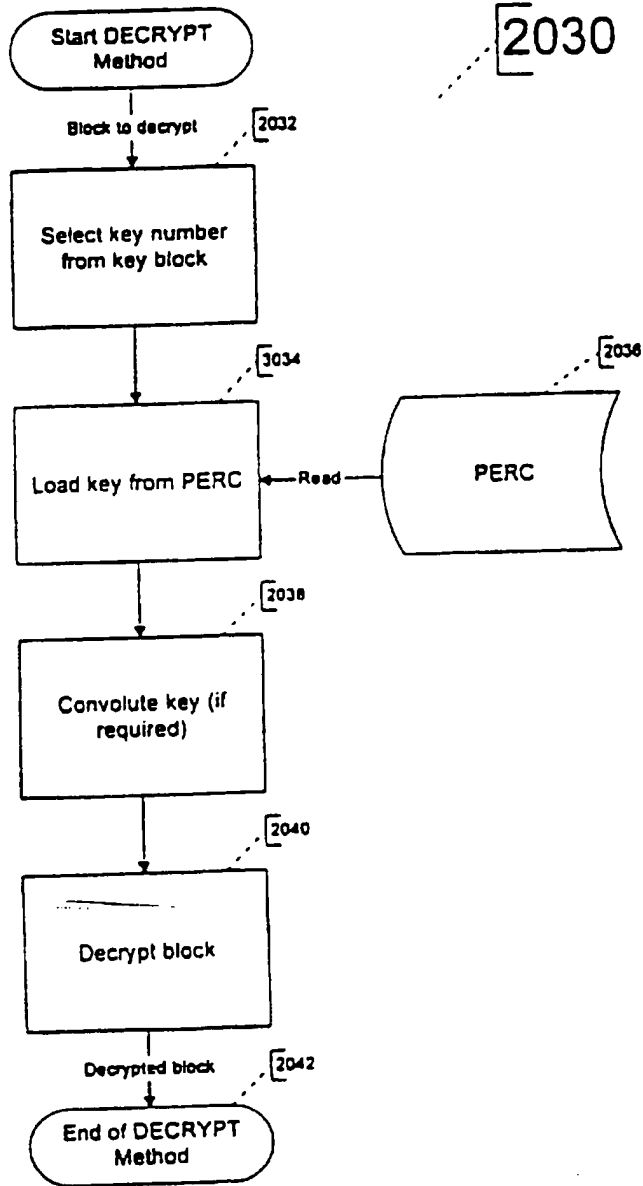 2030
Start DECRYPT
Method
Block to decrypt
2032
Select key number
from key block
3034
Load key from PERC
Read
2036
PERC
2038
Convolute key (if
required)
2040
Decrypt block
Decrypted block
2042
End of DECRYPT
Method